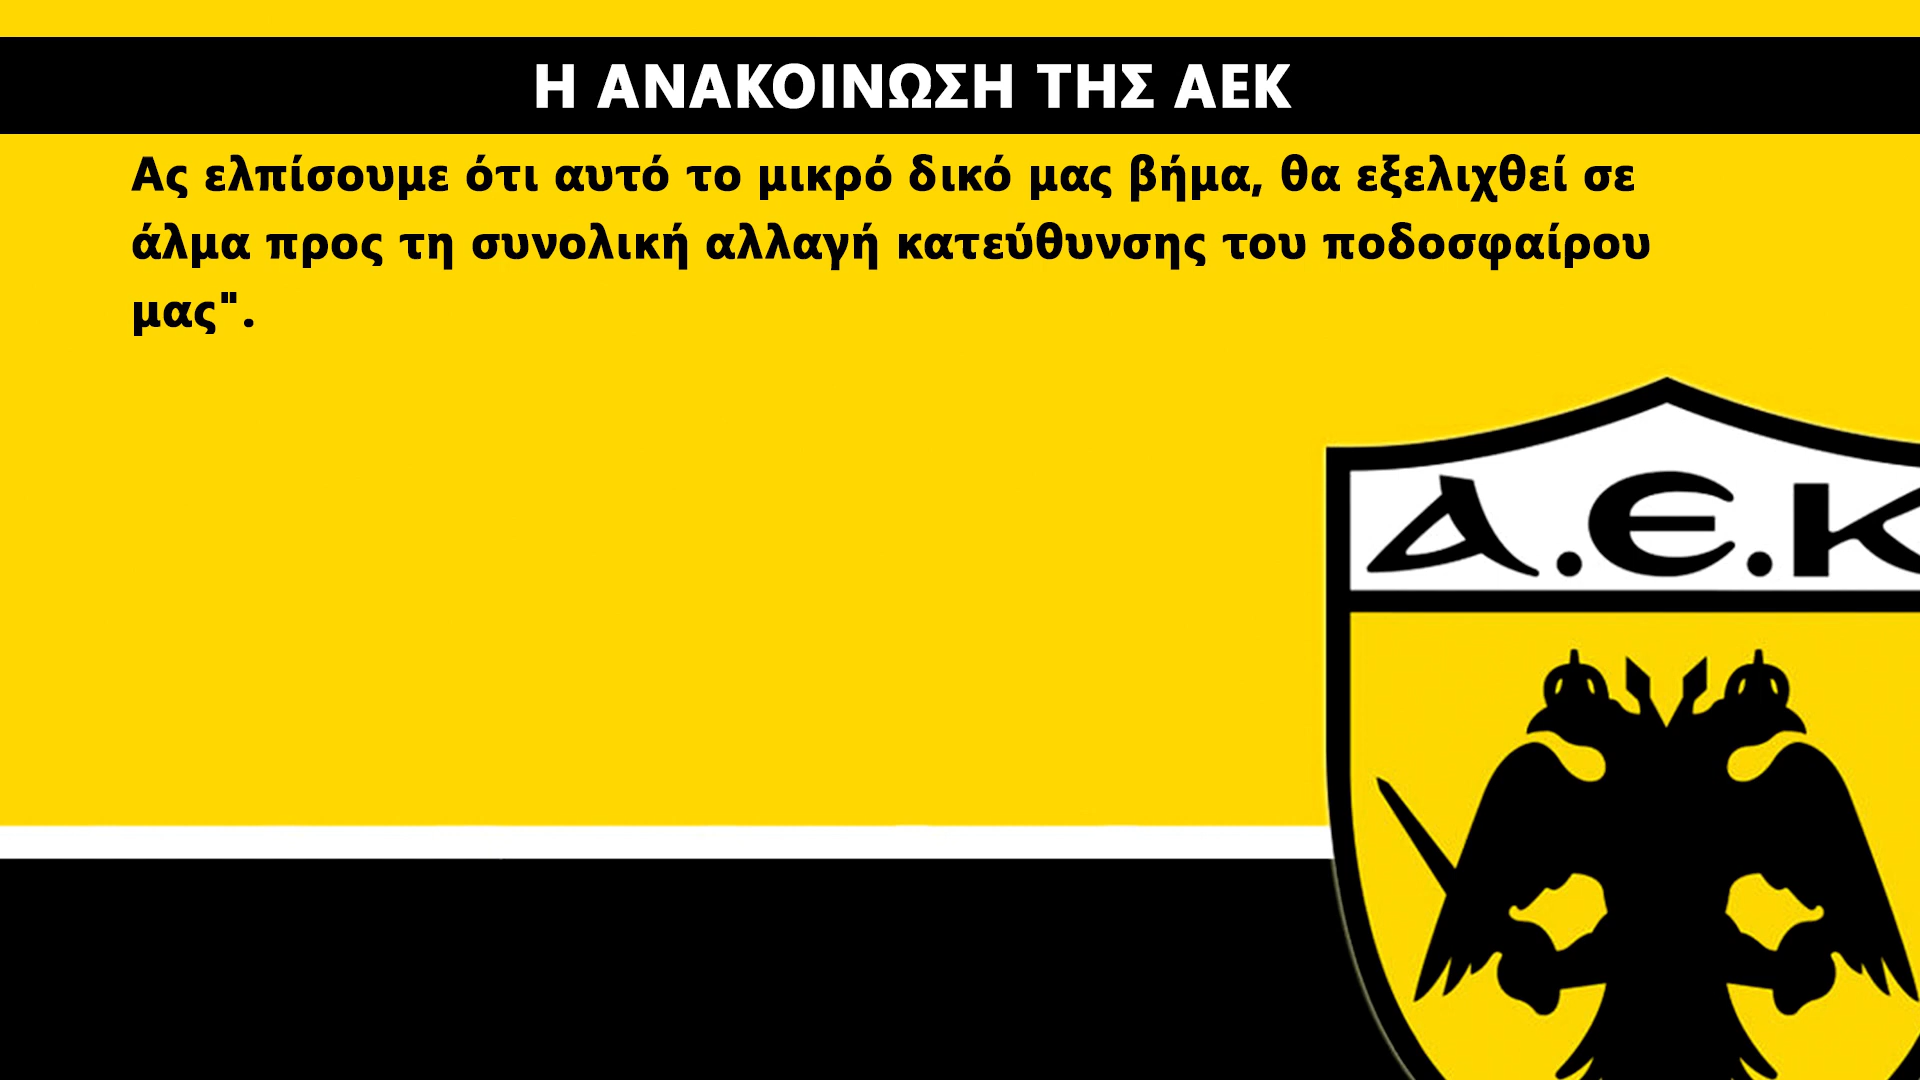 Η ΑΝΑΚΟΙΝΩΣΗ ΤΗΣ ΑΕΚ
Ας ελπίσουμε ότι αυτό το μικρό δικό μας βήμα, θα εξελιχθεί σε
άλμα προς τη συνολική αλλαγή κατεύθυνσης του ποδοσφαίρου
μας".
Α.Ε.Κ